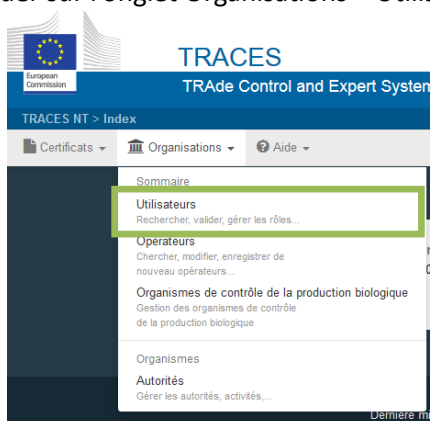 der sur l'onglet Organisations
European
Commission
TRACES
TRAde Control and Expert System
TRACES NT > Index
Certificats
Organisations
Aide
Sommaire
Utilisateurs
Rechercher, valider, gérer les rôles...
Opérateurs
Chercher, modifier, enregistrer de
nouveau opérateurs...
Organismes de contrôle de la production biologique
Gestion des organismes de contrôle
de la production biologique
Organismes
Autorités
Gérer les autorités, activités,...
Dernière